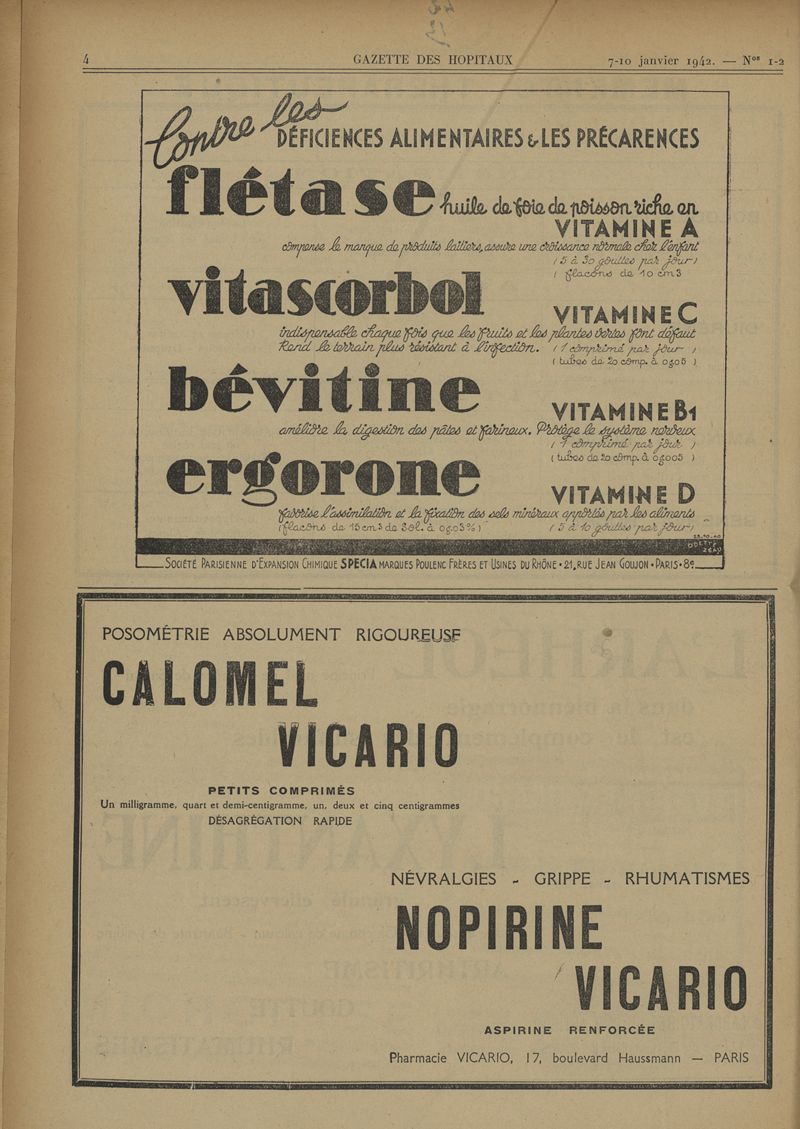 4 GAZETTE DES HOPITAUX 7-10 janvier 1942. — Nos 1-2
Contre les
DÉFICIENCES ALIMENTAIRES & LES PRÉCARENCES
flétase huile de foie de poisson riche en
VITAMINE A
compense le manque de produits laitiers, assure une croissance normale chez l'enfant
( 5 à 30 gouttes par jour )
( flacons de 10 cm3
vitascorbol
VITAMINE C
indispensable chaque fois que les fruits et les plantes vertes font défaut
Rend le terrain plus résistant à l'infection. ( 1 comprimé par jour )
( tubes de 20 comp. à 0g05 )
bévitine
VITAMINE B1
améliore la digestion des pâtes et farineux. Protège le système nerveux
( 1 comprimé par jour )
( tubes de 20 comp. à 0g005 )
ergorone
VITAMINE D
favorise l'assimilation et la fixation des sels minéraux apportés par les aliments
( flacons de 15 cm3 de sol. à 0g03 % ) ( 5 à 10 gouttes par jour )
SOCIÉTÉ PARISIENNE D'EXPANSION CHIMIQUE SPECIA MARQUES POULENC FRÈRES ET USINES DU RHÔNE • 21, RUE JEAN GOUJON • PARIS • 8e
POSOMÉTRIE ABSOLUMENT RIGOUREUSE
CALOMEL
VICARIO
PETITS COMPRIMÉS
Un milligramme, quart et demi-centigramme, un, deux et cinq centigrammes
DÉSAGRÉGATION RAPIDE
NÉVRALGIES - GRIPPE - RHUMATISMES
NOPIRINE
VICARIO
ASPIRINE RENFORCÉE
Pharmacie VICARIO, 17, boulevard Haussmann — PARIS